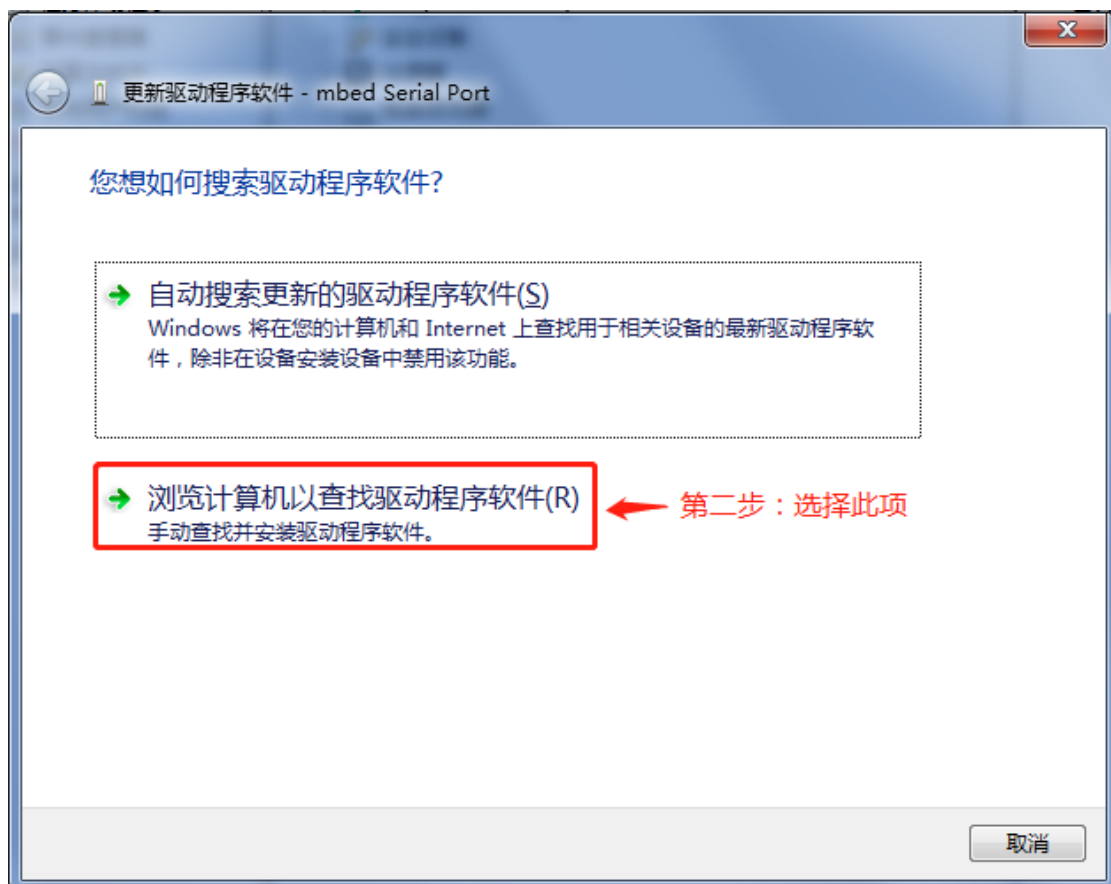 更新驱动程序软件 - mbed Serial Port
您想如何搜索驱动程序软件?
自动搜索更新的驱动程序软件(S)
Windows 将在您的计算机和 Internet 上查找用于相关设备的最新驱动程序软
件，除非在设备安装设备中禁用该功能。
浏览计算机以查找驱动程序软件(R)
手动查找并安装驱动程序软件。
第二步：选择此项
取消